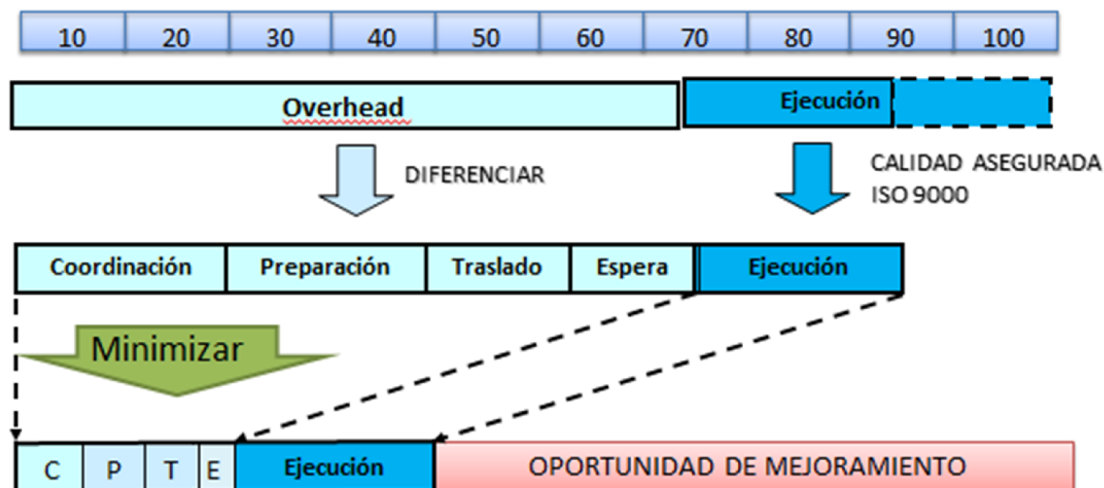 10 20 30 40 50 60 70 80 90 100
Overhead Ejecución
DIFERENCIAR
CALIDAD ASEGURADA
ISO 9000
Coordinación Preparación Traslado Espera Ejecución
Minimizar
C P T E Ejecución OPORTUNIDAD DE MEJORAMIENTO